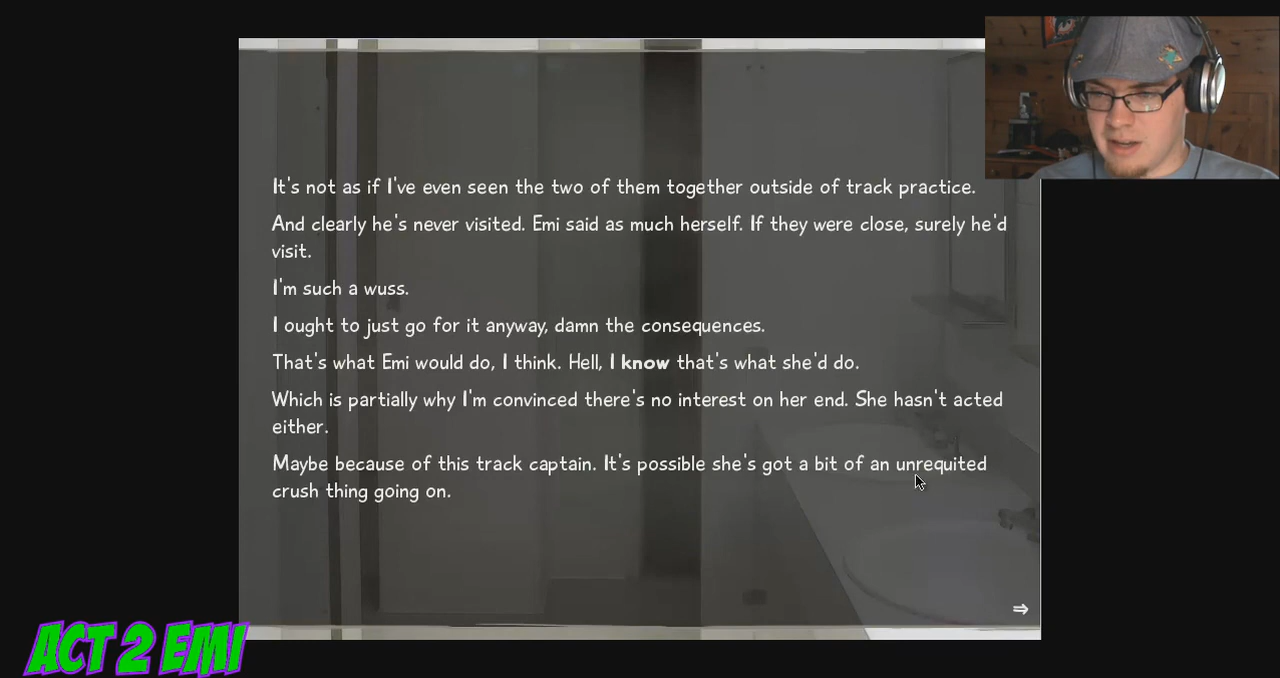 It's not as if I've even seen the two of them together outside of track practice.
And clearly he's never visited. Emi said as much herself. If they were close, surely he'd
visit.
I'm such a wuss.
I ought to just go for it anyway, damn the consequences.
That's what Emi would do, I think. Hell, I know that's what she'd do.
Which is partially why I'm convinced there's no interest on her end. She hasn't acted
either.
Maybe because of this track captain. It's possible she's got a bit of an unrequited
crush thing going on.
ACT 2 EMI